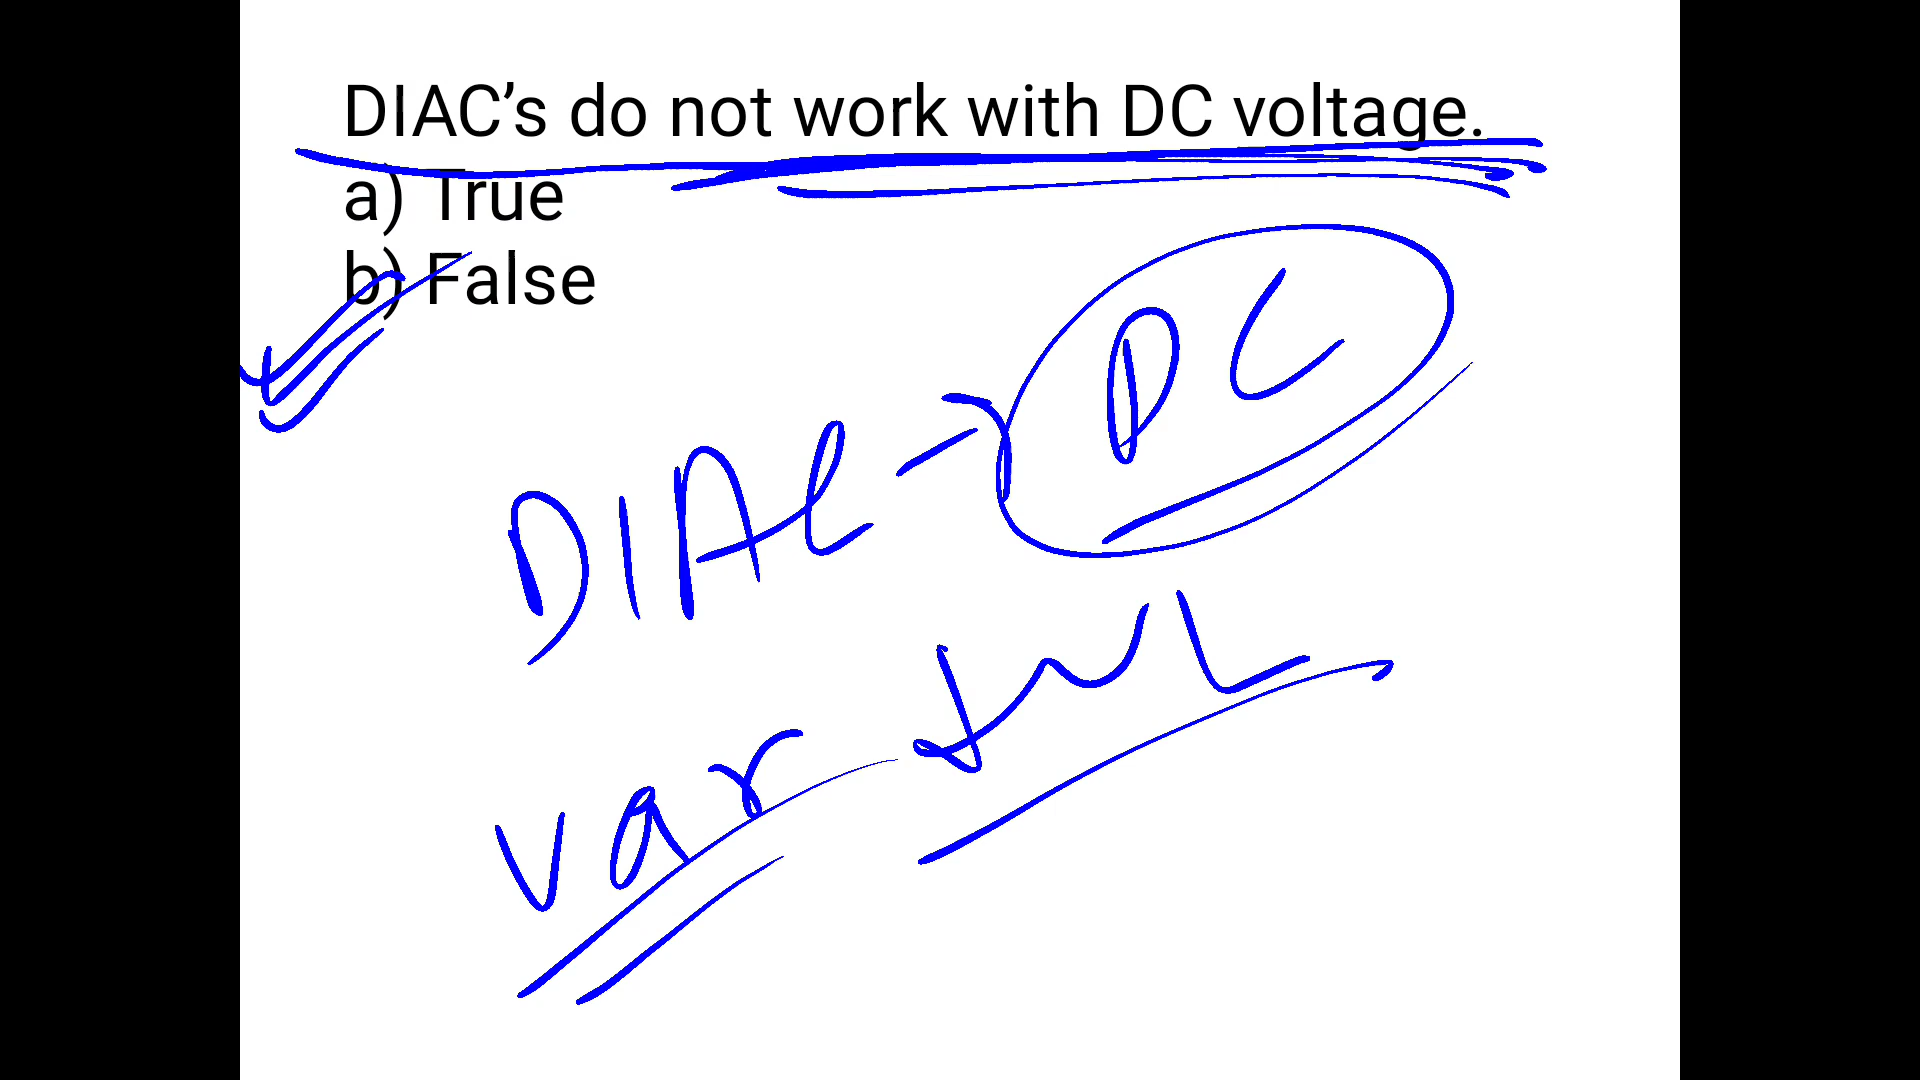 DIAC’s do not work with DC voltage.
a) True
b) False
DC
DIAC
var